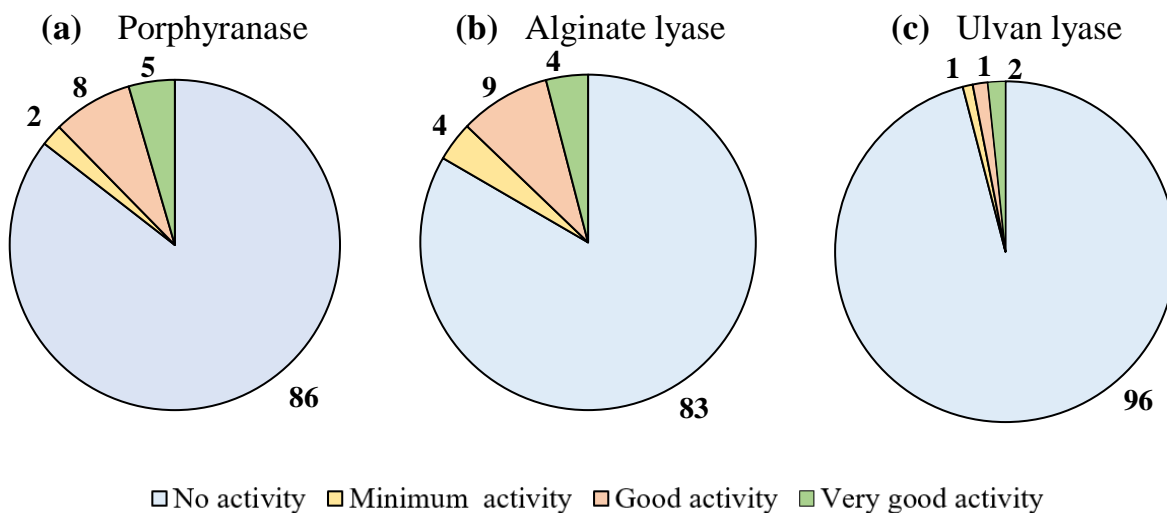 (a) Porphyranase
(b) Alginate lyase
(c) Ulvan lyase
2
8
5
86
4
9
4
83
1
1
2
96
No activity
Minimum activity
Good activity
Very good activity